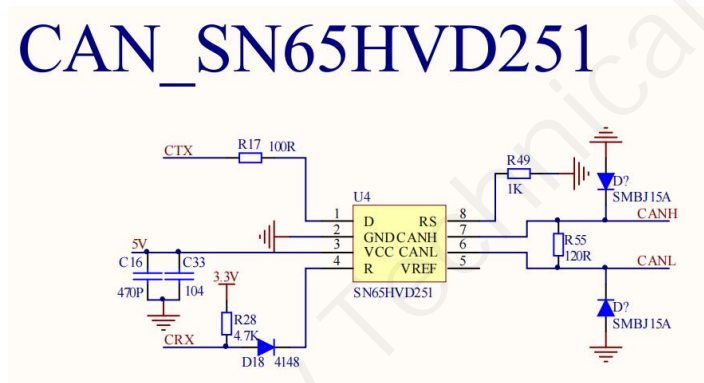 CAN_SN65HVD251
CTX
R17 100R
R49
1K
D?
SMBJ15A
CANH
U4
1 D RS 8
2 GND CANH 7
3 VCC CANL 6
4 R VREF 5
SN65HVD251
5V
C16 C33
470P 104
3.3V
R28
4.7K
CRX
D18 4148
R55
120R
CANL
D?
SMBJ15A
Technical